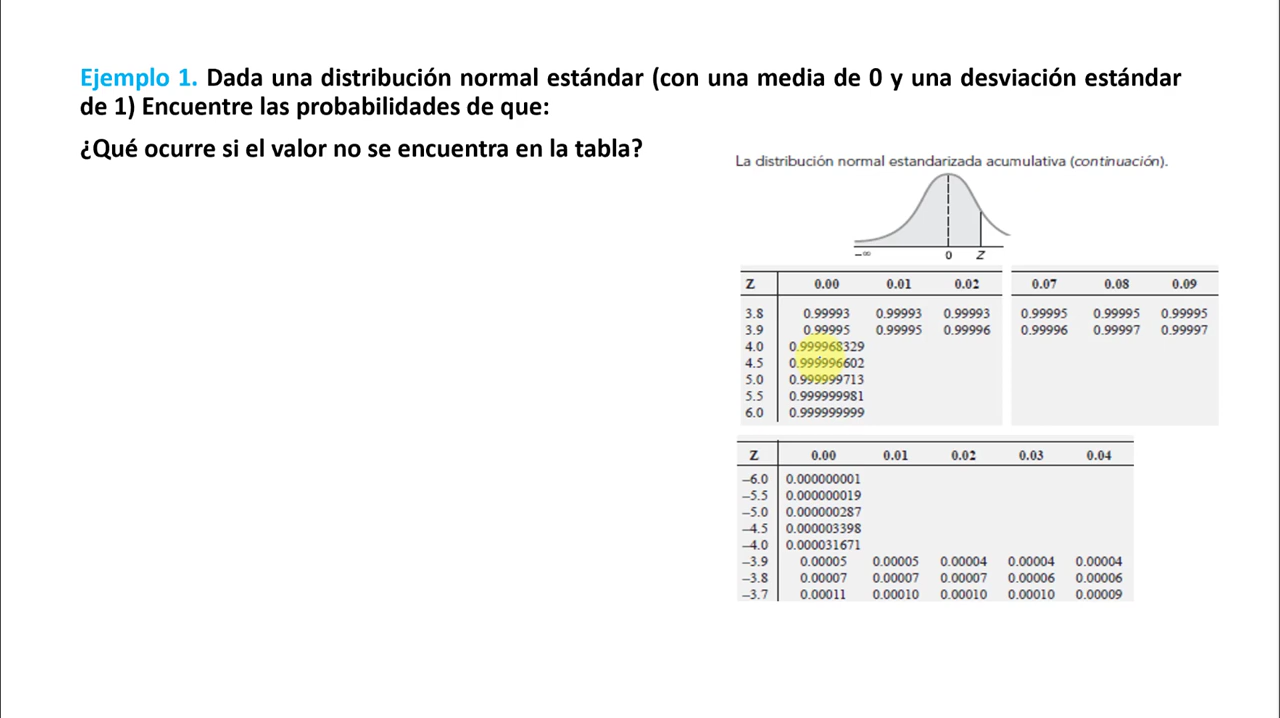 Ejemplo 1. Dada una distribución normal estándar (con una media de 0 y una desviación estándar
de 1) Encuentre las probabilidades de que:
¿Qué ocurre si el valor no se encuentra en la tabla?
La distribución normal estandarizada acumulativa (continuación).
−∞ 0 Z
Z 0.00 0.01 0.02 0.07 0.08 0.09
3.8 0.99993 0.99993 0.99993 0.99995 0.99995 0.99995
3.9 0.99995 0.99995 0.99996 0.99996 0.99997 0.99997
4.0 0.999968329
4.5 0.999996602
5.0 0.999999713
5.5 0.999999981
6.0 0.999999999
Z 0.00 0.01 0.02 0.03 0.04
−6.0 0.000000001
−5.5 0.000000019
−5.0 0.000000287
−4.5 0.000003398
−4.0 0.000031671
−3.9 0.00005 0.00005 0.00004 0.00004 0.00004
−3.8 0.00007 0.00007 0.00007 0.00006 0.00006
−3.7 0.00011 0.00010 0.00010 0.00010 0.00009